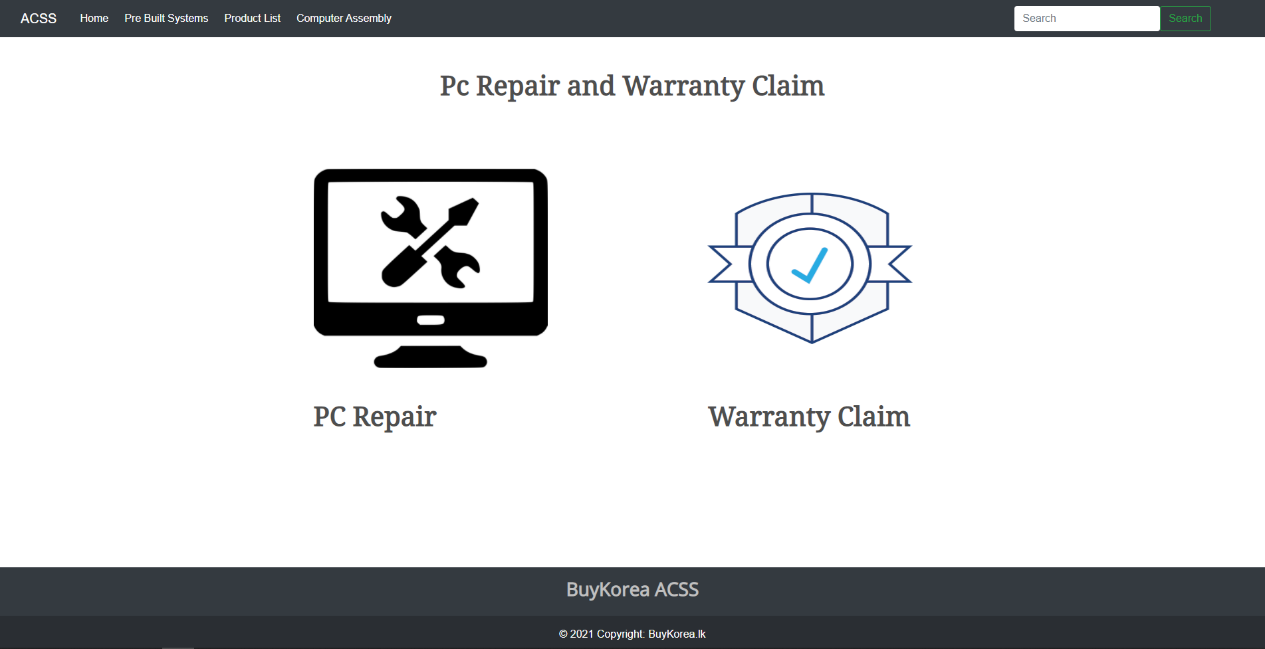 ACSS Home Pre Built Systems Product List Computer Assembly Search Search
Pc Repair and Warranty Claim
PC Repair Warranty Claim
BuyKorea ACSS
© 2021 Copyright: BuyKorea.lk